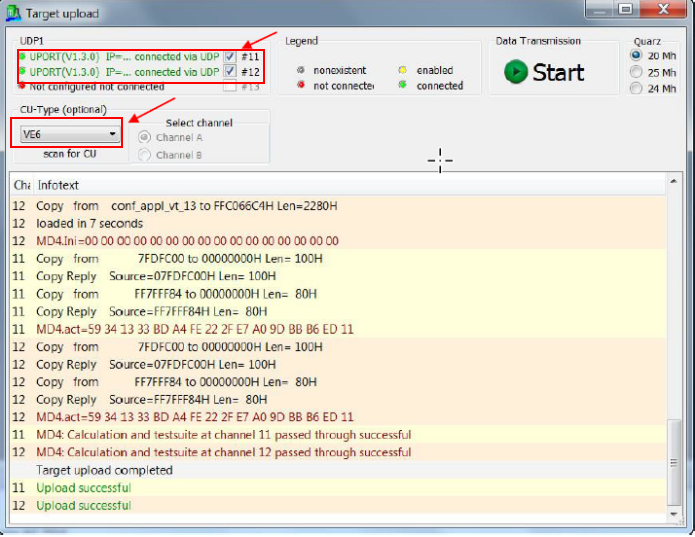 Target upload
UDP1
UPORT(V1.3.0) IP=... connected via UDP #11
UPORT(V1.3.0) IP=... connected via UDP #12
Not configured not connected #13
Legend
nonexistent enabled
not connecte connected
Data Transmission
Start
Quarz
20 Mh
25 Mh
24 Mh
CU-Type (optional)
VE6
scan for CU
Select channel
Channel A
Channel B
Cha Infotext
12 Copy from conf_appl_vt_13 to FFC066C4H Len=2280H
12 loaded in 7 seconds
12 MD4.Ini=00 00 00 00 00 00 00 00 00 00 00 00 00 00 00 00
11 Copy from 7FDFC00 to 00000000H Len= 100H
11 Copy Reply Source=07FDFC00H Len= 100H
11 Copy from FF7FFF84 to 00000000H Len= 80H
11 Copy Reply Source=FF7FFF84H Len= 80H
11 MD4.act=59 34 13 33 BD A4 FE 22 2F E7 A0 9D BB B6 ED 11
12 Copy from 7FDFC00 to 00000000H Len= 100H
12 Copy Reply Source=07FDFC00H Len= 100H
12 Copy from FF7FFF84 to 00000000H Len= 80H
12 Copy Reply Source=FF7FFF84H Len= 80H
12 MD4.act=59 34 13 33 BD A4 FE 22 2F E7 A0 9D BB B6 ED 11
11 MD4: Calculation and testsuite at channel 11 passed through successful
12 MD4: Calculation and testsuite at channel 12 passed through successful
Target upload completed
11 Upload successful
12 Upload successful